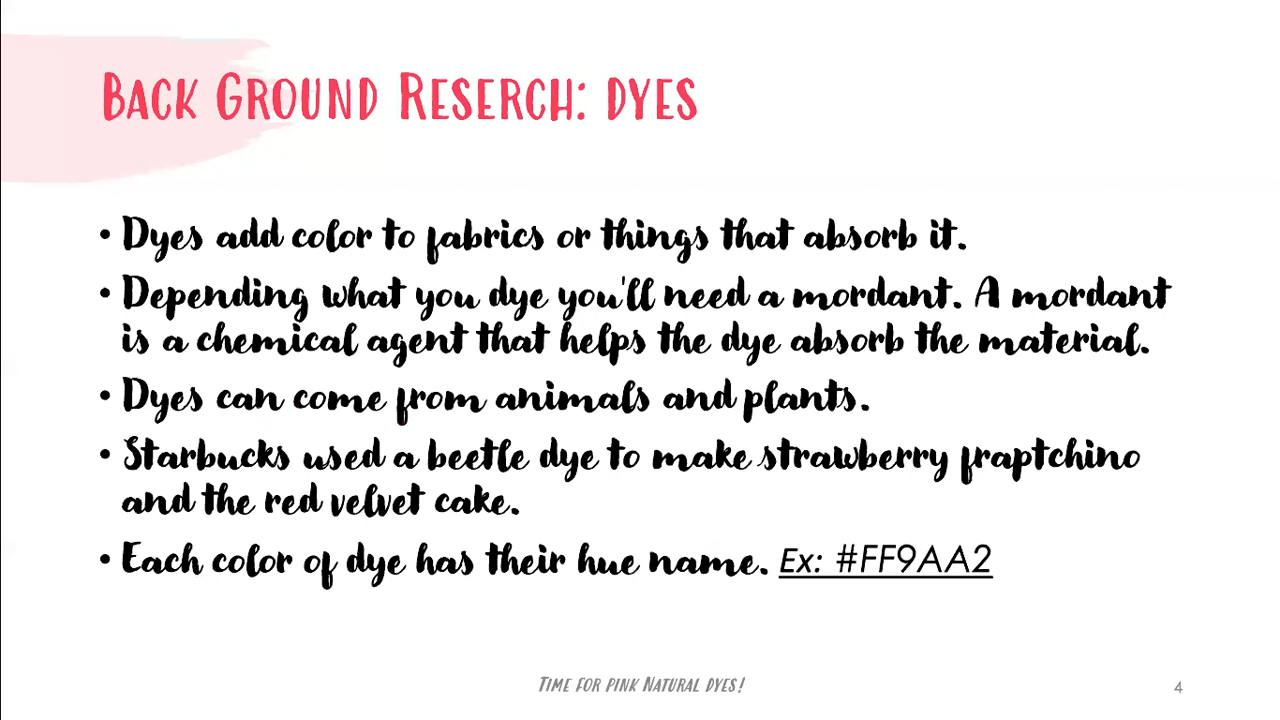 Back Ground Reserch: dyes
• Dyes add color to fabrics or things that absorb it.
• Depending what you dye you'll need a mordant. A mordant
is a chemical agent that helps the dye absorb the material.
• Dyes can come from animals and plants.
• Starbucks used a beetle dye to make strawberry fraptchino
and the red velvet cake.
• Each color of dye has their hue name. Ex: #FF9AA2
Time for pink Natural dyes!
4